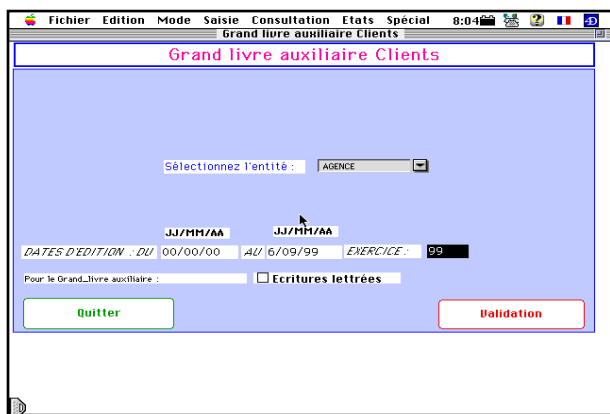 Fichier Edition Mode Saisie Consultation Etats Spécial 8:04
Grand livre auxiliaire Clients
Grand livre auxiliaire Clients
Sélectionnez l'entité : AGENCE
JJ/MM/AA JJ/MM/AA
DATES D'EDITION : DU 00/00/00 AU 6/09/99 EXERCICE : 99
Pour le Grand_livre auxiliaire : Ecritures lettrées
Quitter Validation